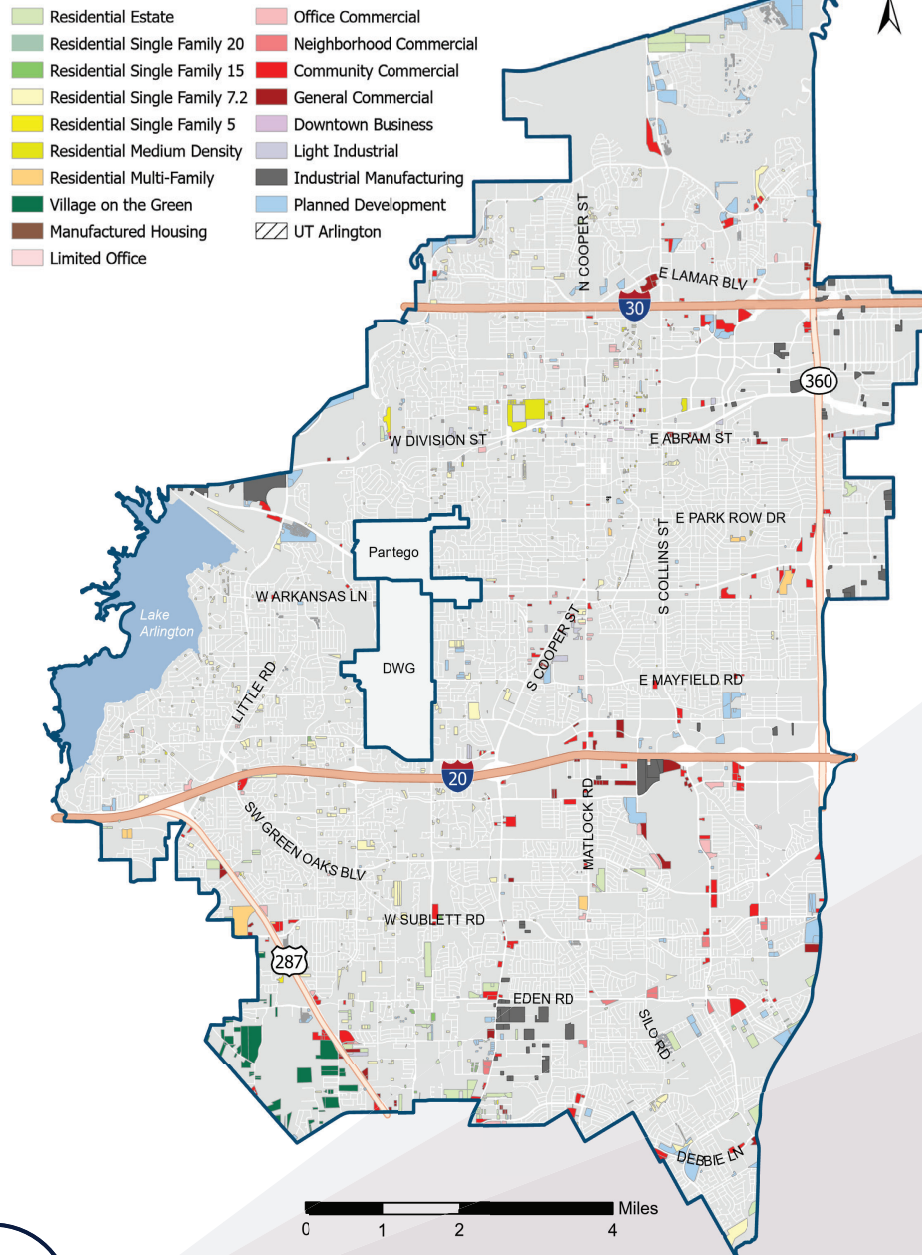 Residential Estate
Residential Single Family 20
Residential Single Family 15
Residential Single Family 7.2
Residential Single Family 5
Residential Medium Density
Residential Multi-Family
Village on the Green
Manufactured Housing
Limited Office
Office Commercial
Neighborhood Commercial
Community Commercial
General Commercial
Downtown Business
Light Industrial
Industrial Manufacturing
Planned Development
UT Arlington
N COOPER ST
E LAMAR BLV
30
360
W DIVISION ST
E ABRAM ST
E PARK ROW DR
Partego
S COLLINS ST
W ARKANSAS LN
Lake
Arlington
S COOPER ST
DWG
LITTLE RD
E MAYFIELD RD
20
MATLOCK RD
SW GREEN OAKS BLV
W SUBLETT RD
287
EDEN RD
SILO RD
DEBBIE LN
Miles
0 1 2 4